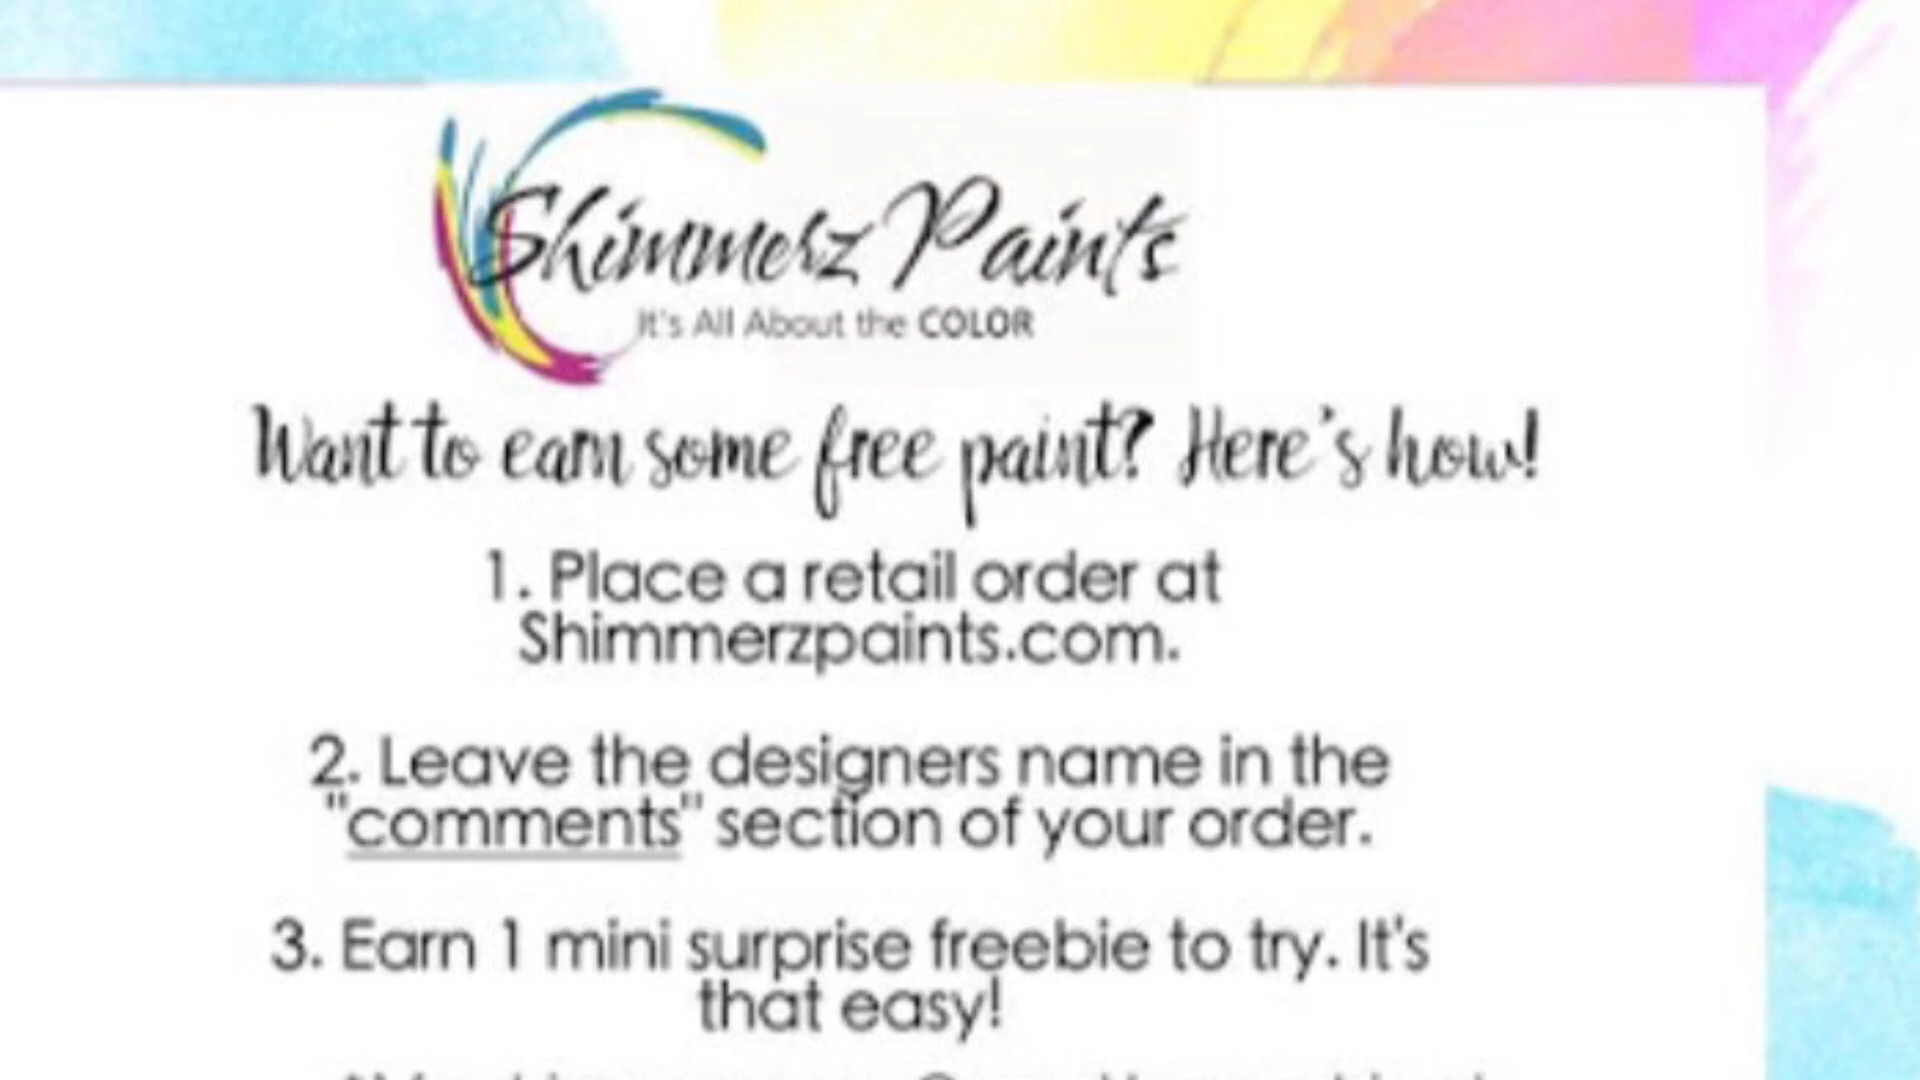 Shimmerz Paints
It's All About the COLOR
Want to earn some free paint? Here's how!
1. Place a retail order at
Shimmerzpaints.com.
2. Leave the designers name in the
"comments" section of your order.
3. Earn 1 mini surprise freebie to try. It's
that easy!